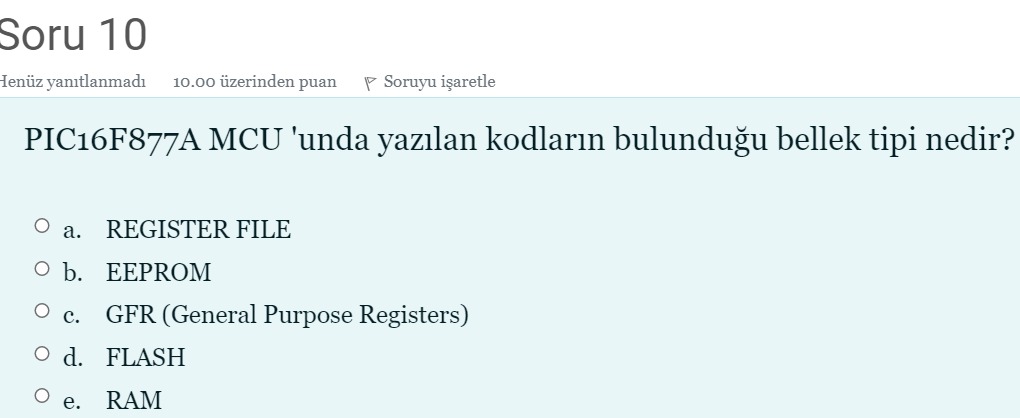 Soru 10
Henüz yanıtlanmadı 10.00 üzerinden puan Soruyu işaretle
PIC16F877A MCU 'unda yazılan kodların bulunduğu bellek tipi nedir?
a. REGISTER FILE
b. EEPROM
c. GFR (General Purpose Registers)
d. FLASH
e. RAM